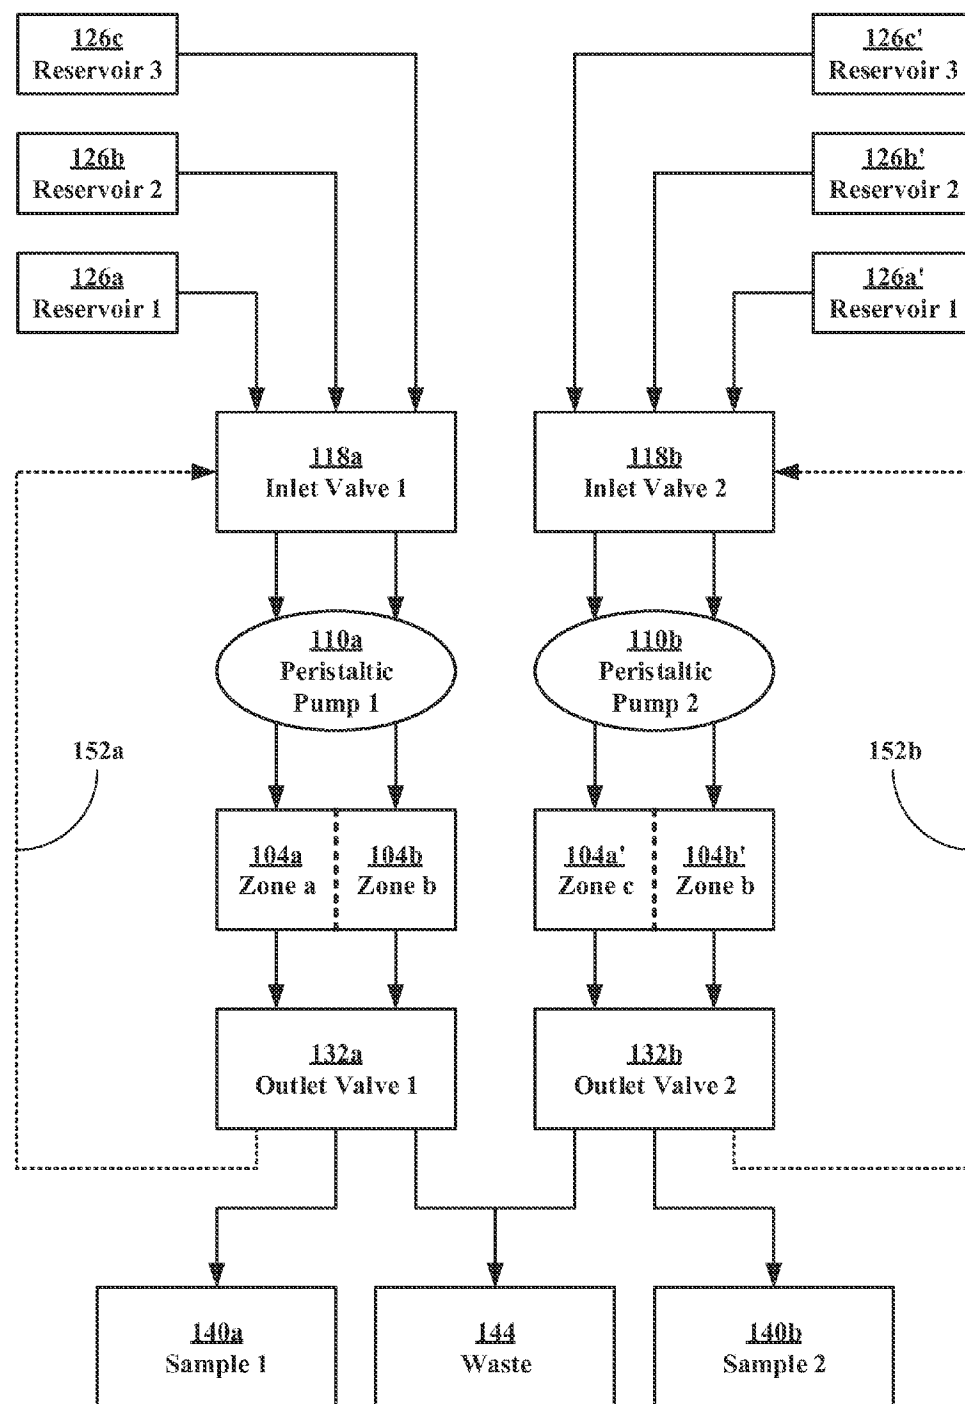 126c
Reservoir 3
126c'
Reservoir 3
126b
Reservoir 2
126b'
Reservoir 2
126a
Reservoir 1
126a'
Reservoir 1
118a
Inlet Valve 1
118b
Inlet Valve 2
110a
Peristaltic
Pump 1
110b
Peristaltic
Pump 2
152a
152b
104a
Zone a
104b
Zone b
104a'
Zone c
104b'
Zone b
132a
Outlet Valve 1
132b
Outlet Valve 2
140a
Sample 1
144
Waste
140b
Sample 2